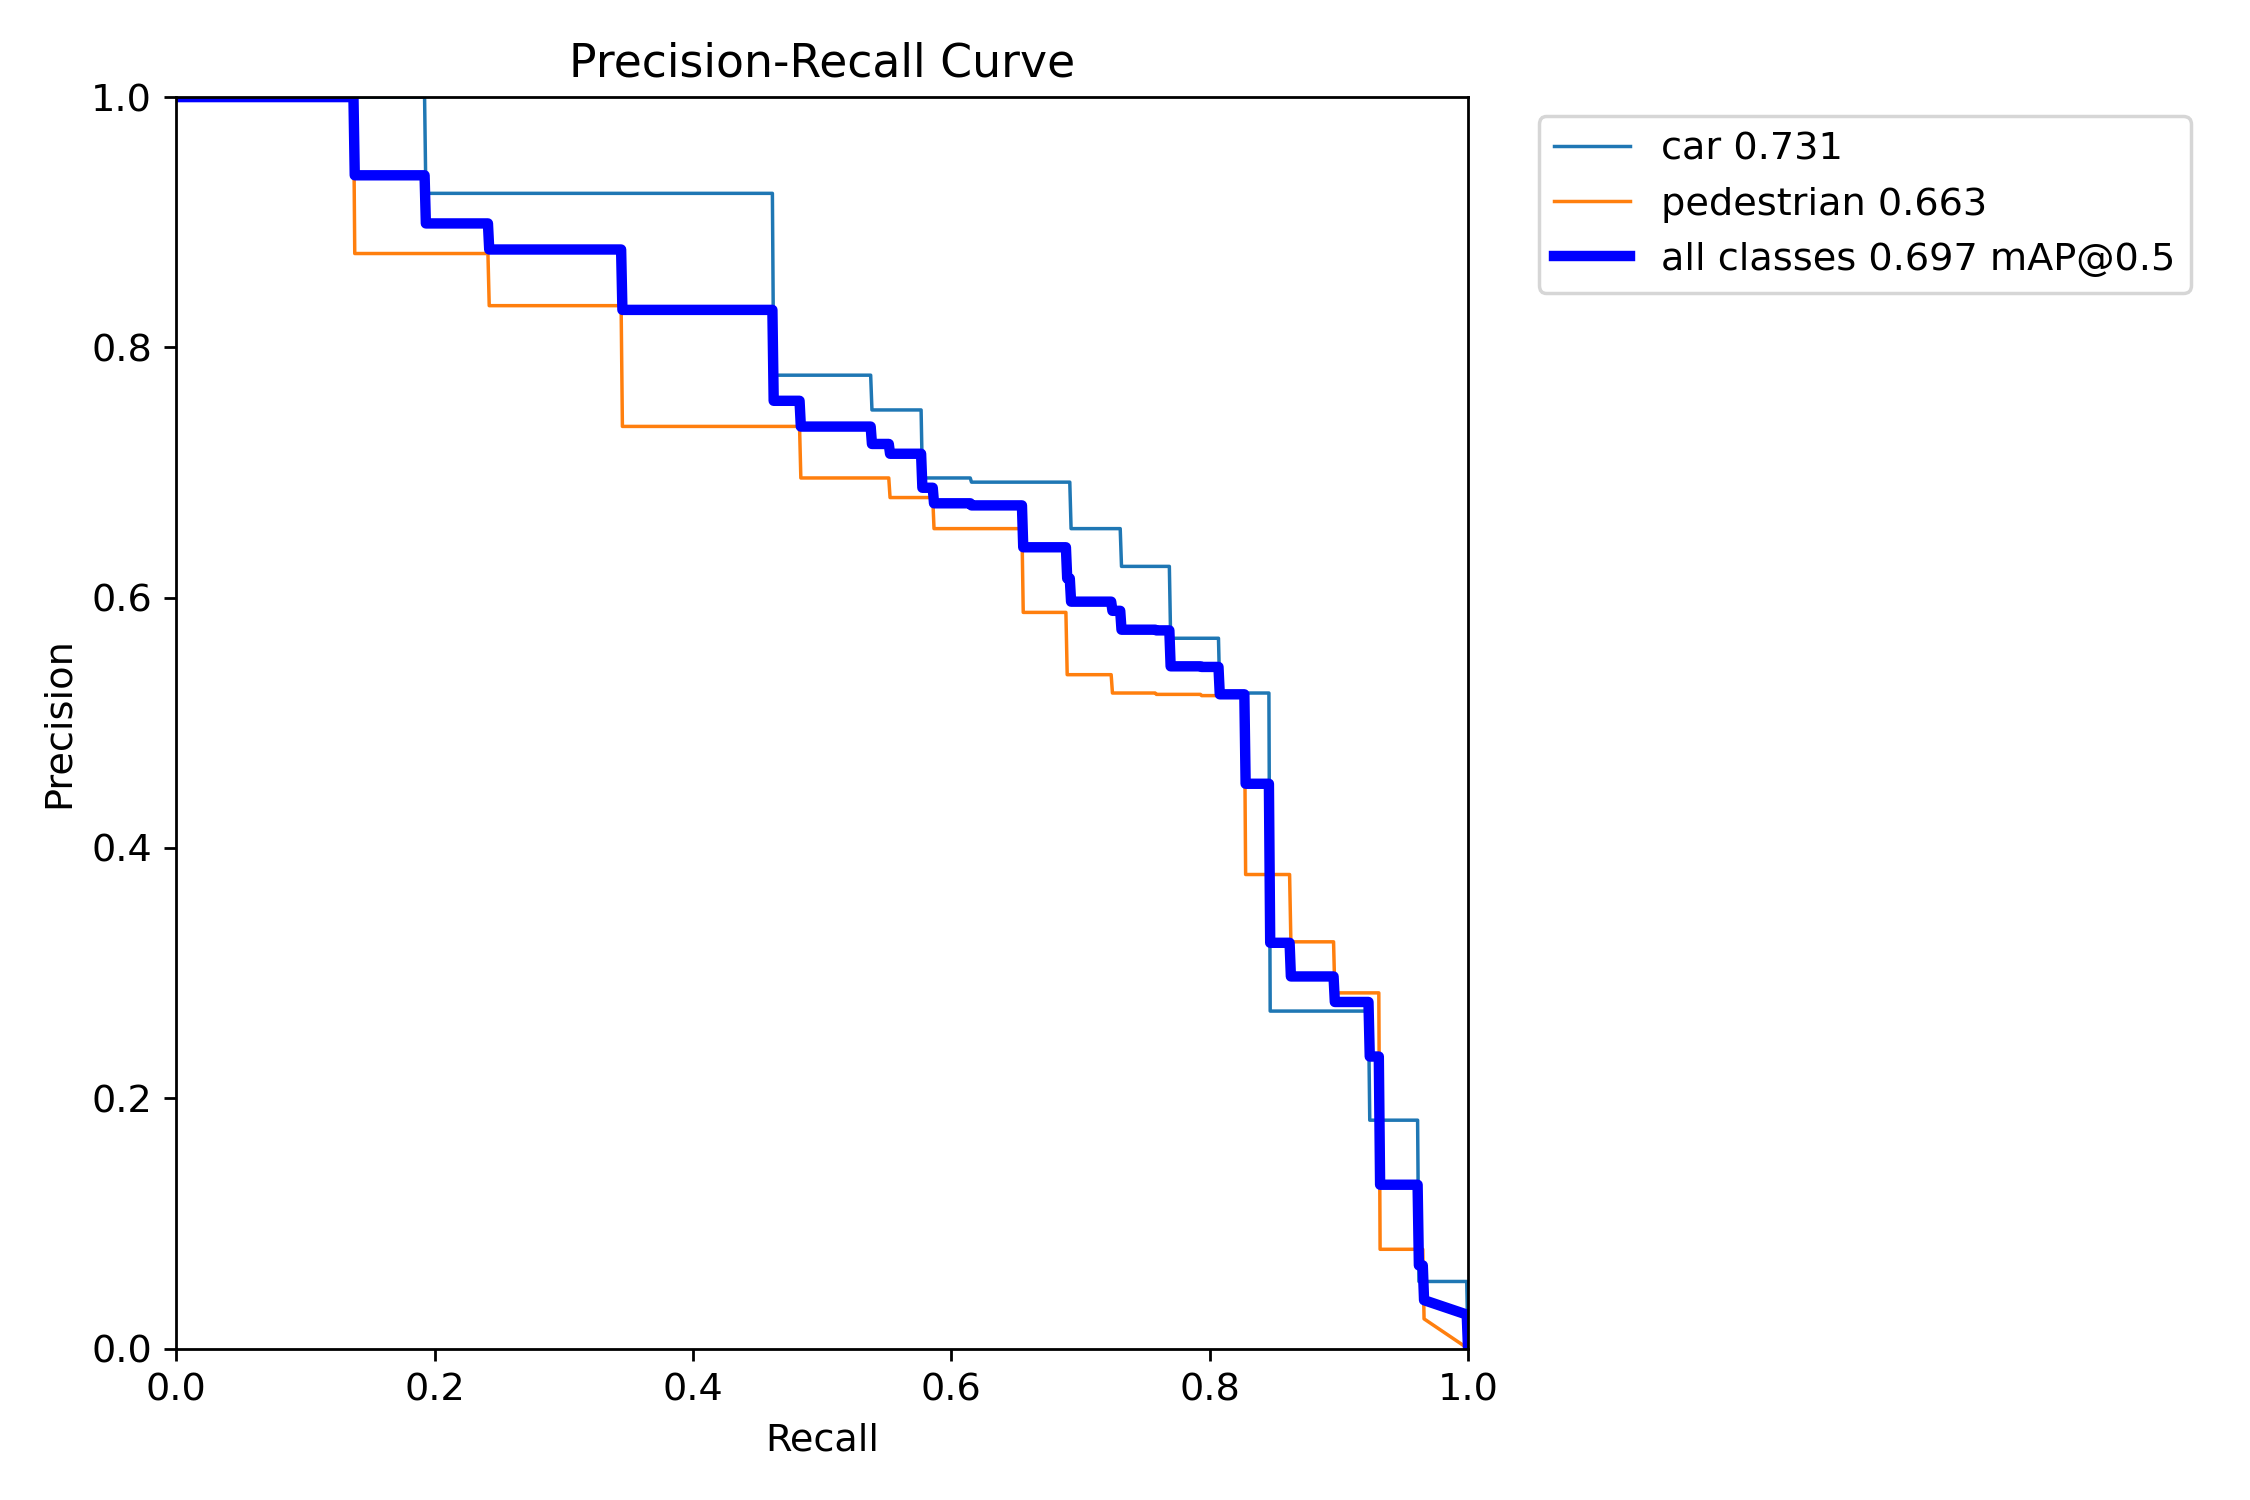 Precision-Recall Curve
1.0
0.8
0.6
0.4
0.2
0.0
Precision
0.0 0.2 0.4 0.6 0.8 1.0
Recall
car 0.731
pedestrian 0.663
all classes 0.697 mAP@0.5